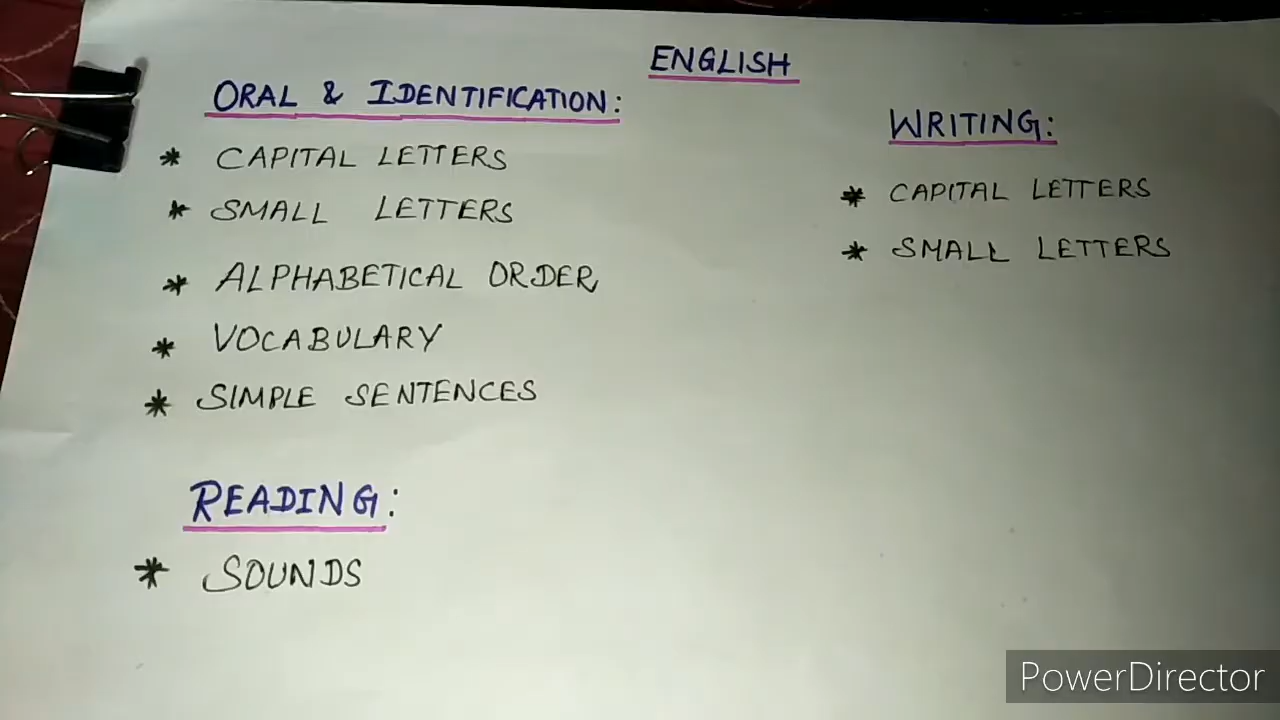 ENGLISH
ORAL & IDENTIFICATION:
* CAPITAL LETTERS
* SMALL LETTERS
* ALPHABETICAL ORDER
* VOCABULARY
* SIMPLE SENTENCES
READING:
* SOUNDS
WRITING:
* CAPITAL LETTERS
* SMALL LETTERS
PowerDirector